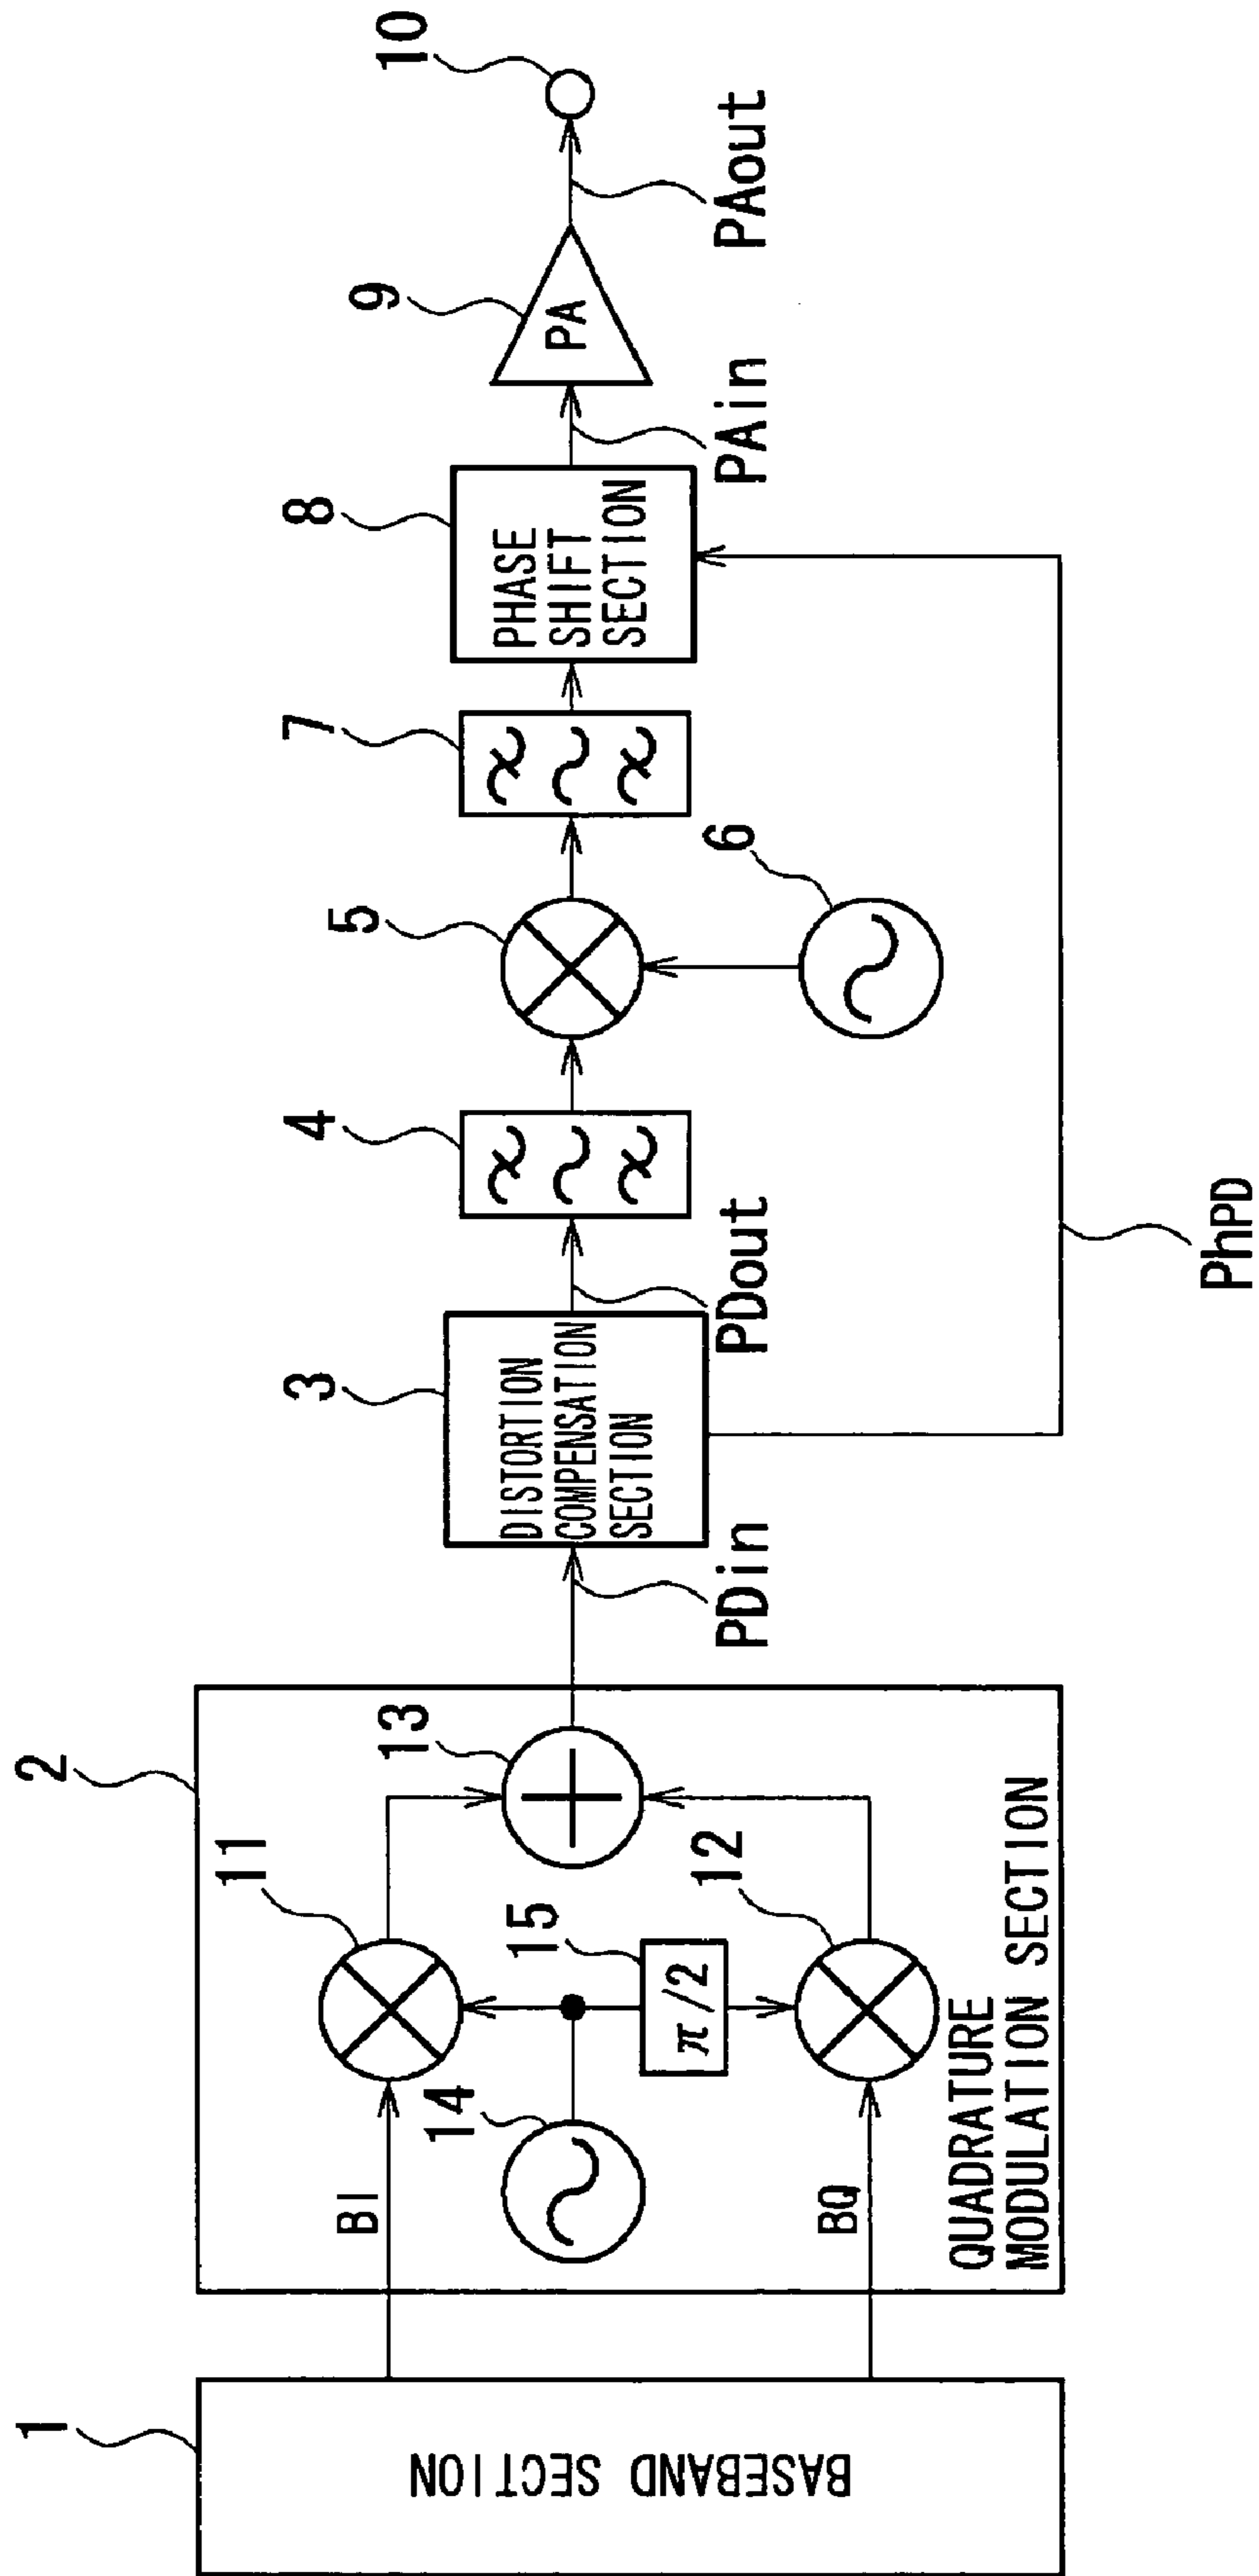 1
BASEBAND SECTION
2
BI
BQ
11
14
15
π/2
12
13
QUADRATURE
MODULATION SECTION
PDin
3
DISTORTION
COMPENSATION
SECTION
PDout
4
5
6
7
8
PHASE
SHIFT
SECTION
PhPD
PAin
9
PA
PAout
10